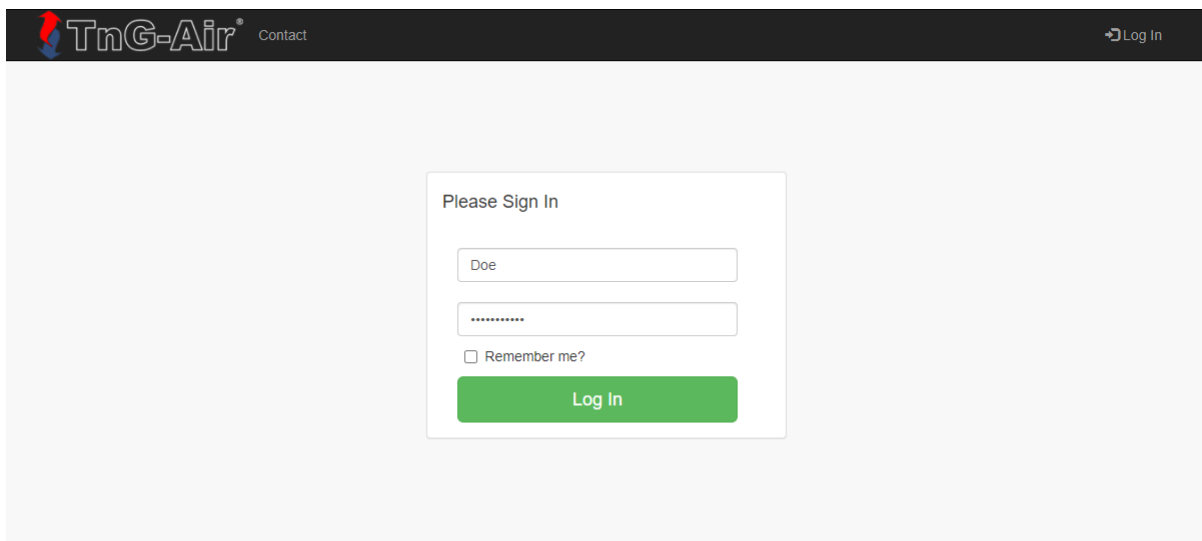 TnG-Air® Contact Log In
Please Sign In
Doe
•••••••••••
Remember me?
Log In